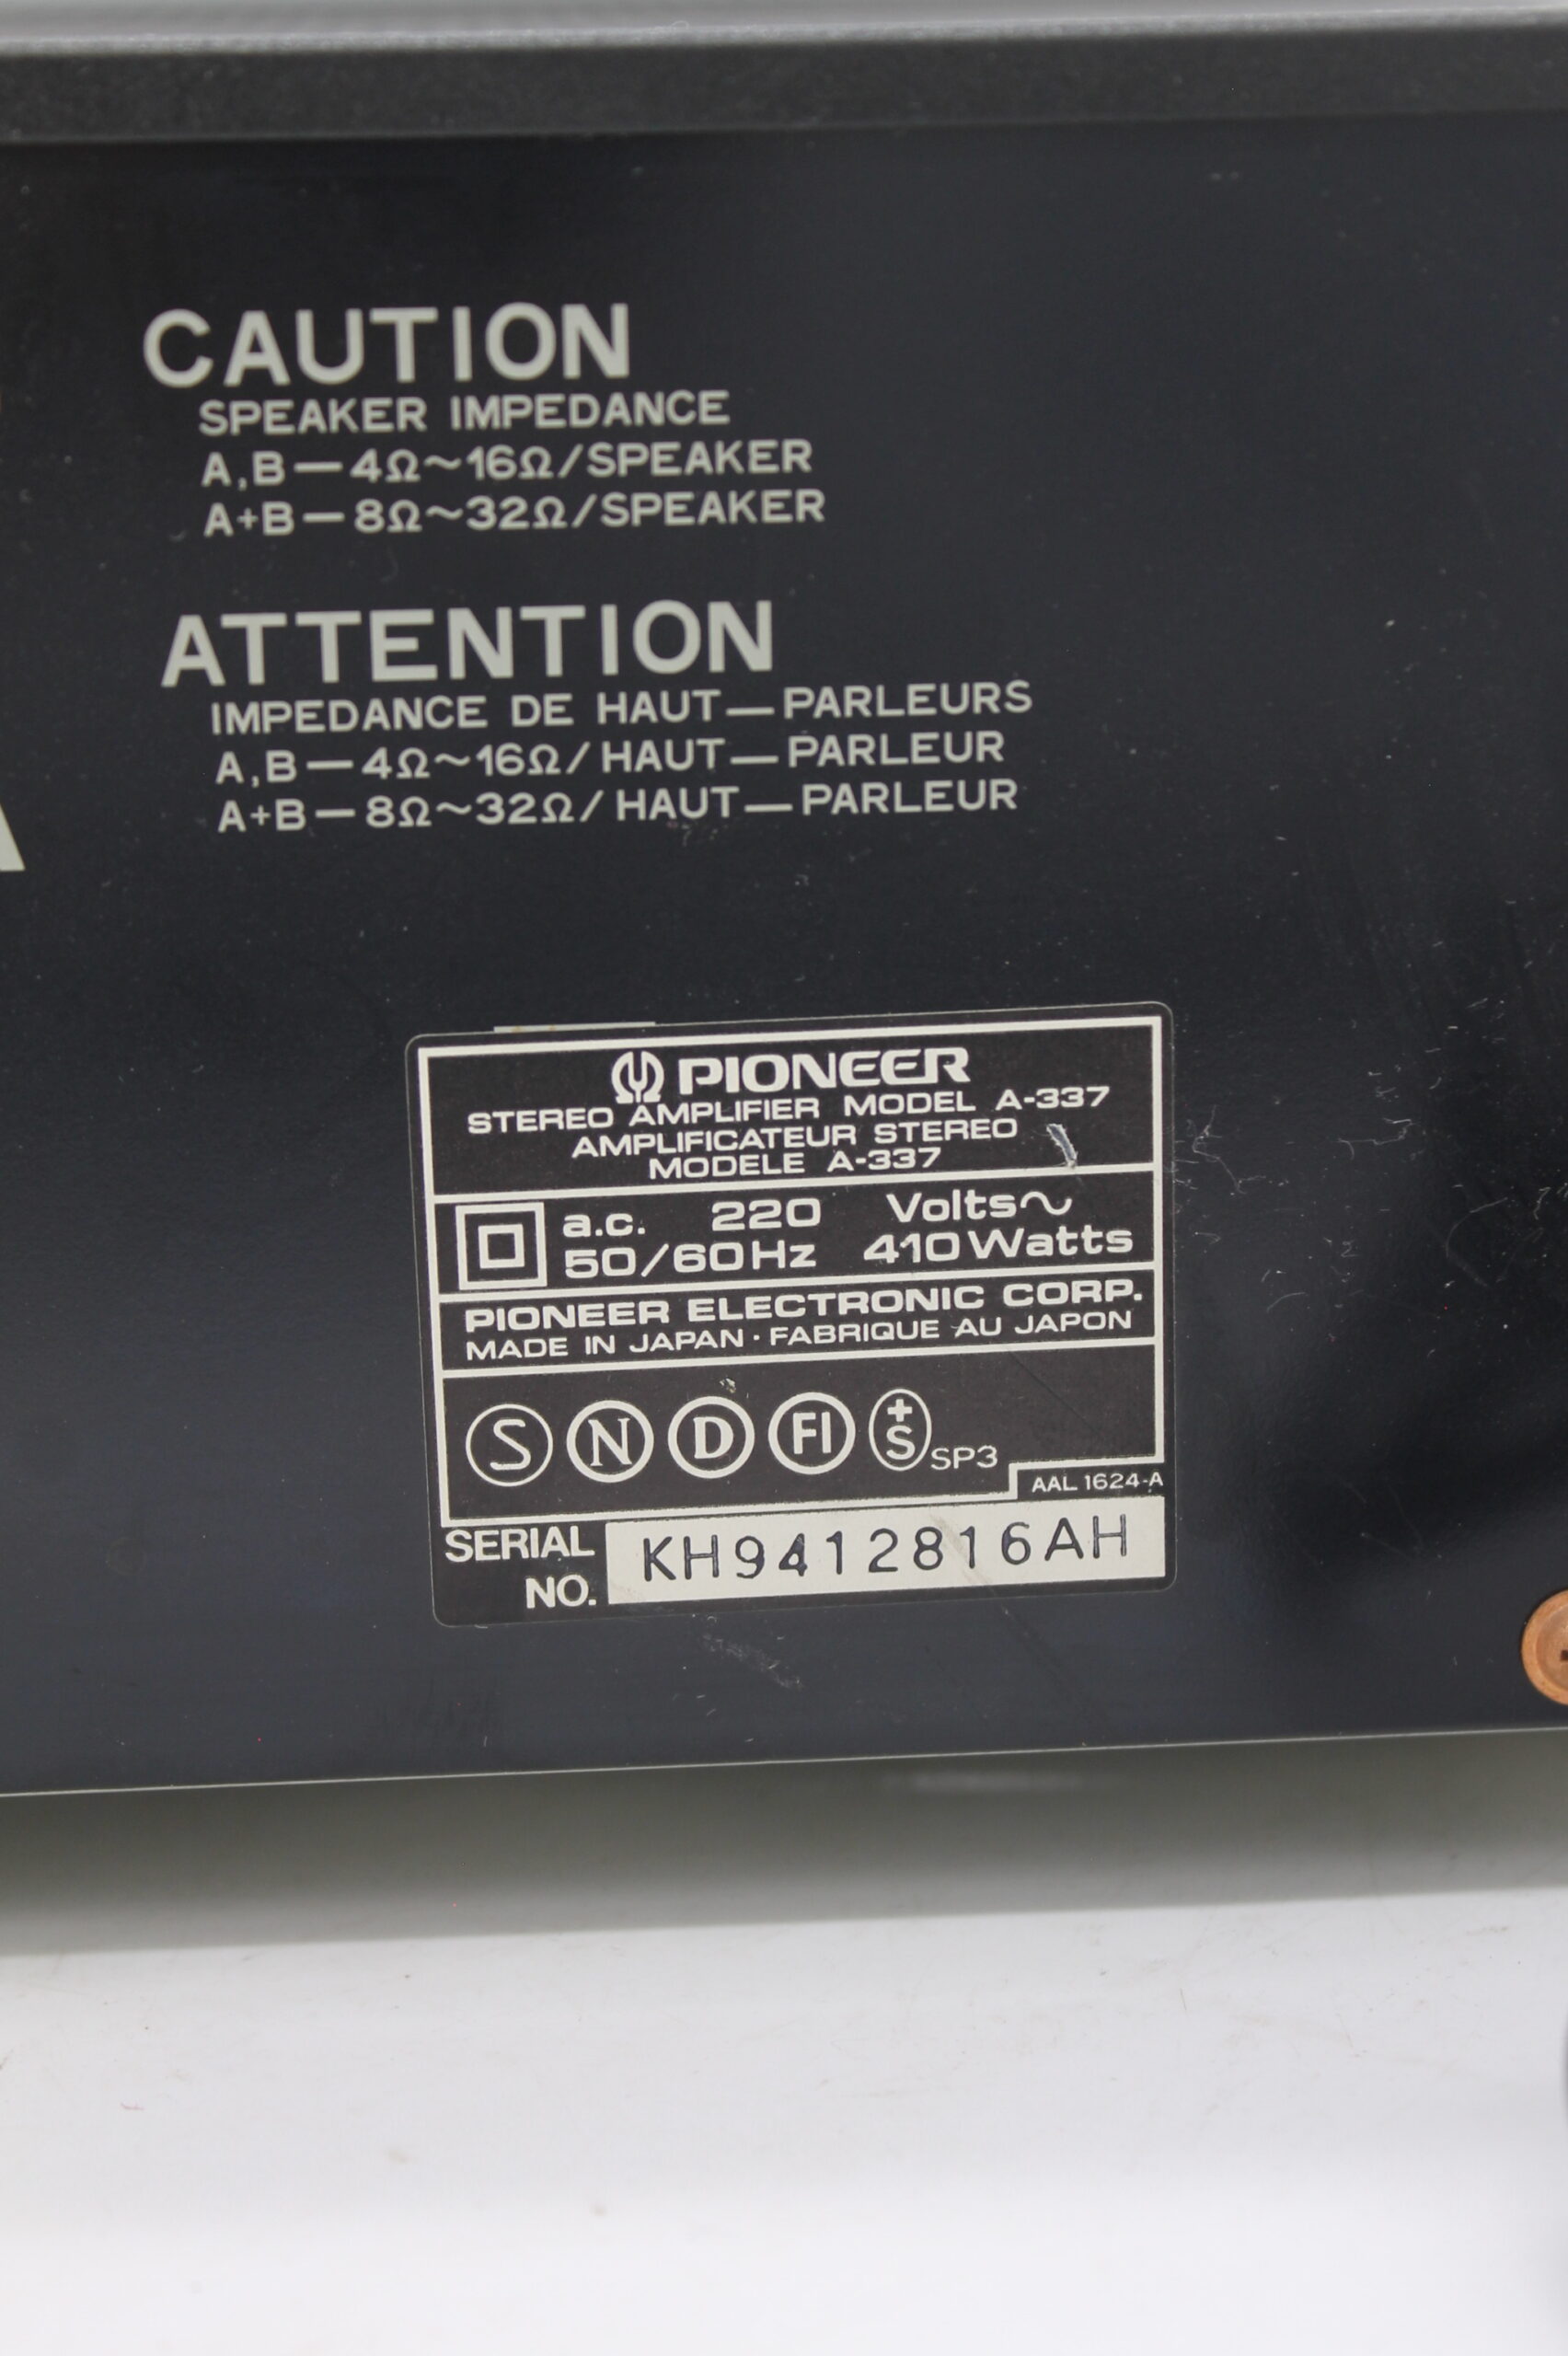 CAUTION
SPEAKER IMPEDANCE
A,B—4Ω~16Ω/SPEAKER
A+B—8Ω~32Ω/SPEAKER
ATTENTION
IMPEDANCE DE HAUT—PARLEURS
A,B—4Ω~16Ω/HAUT—PARLEUR
A+B—8Ω~32Ω/HAUT—PARLEUR
PIONEER
STEREO AMPLIFIER MODEL A-337
AMPLIFICATEUR STEREO
MODELE A-337
a.c. 220 Volts~
50/60Hz 410Watts
PIONEER ELECTRONIC CORP.
MADE IN JAPAN · FABRIQUE AU JAPON
S N D FI +S SP3
AAL 1624-A
SERIAL NO. KH9412816AH